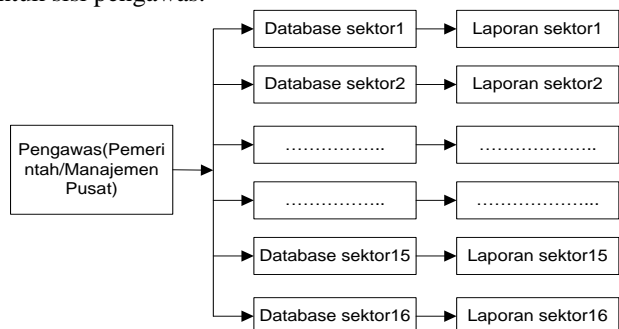 sisi pengawas.
Database sektor1
Laporan sektor1
Database sektor2
Laporan sektor2
Pengawas(Pemeri
ntah/Manajemen
Pusat)
……………..
………………..
……………..
………………...
Database sektor15
Laporan sektor15
Database sektor16
Laporan sektor16